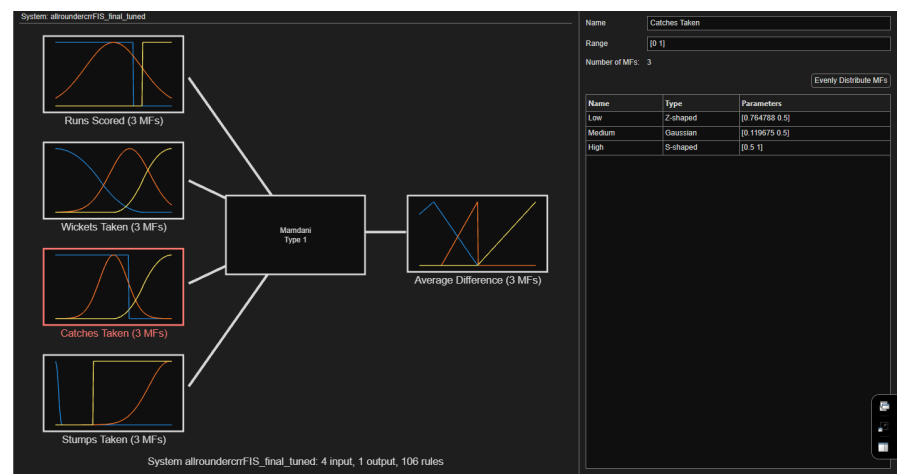 System: allroundercrrFIS_final_tuned
Runs Scored (3 MFs)
Wickets Taken (3 MFs)
Catches Taken (3 MFs)
Stumps Taken (3 MFs)
Mamdani
Type 1
Average Difference (3 MFs)
System allroundercrrFIS_final_tuned: 4 input, 1 output, 106 rules
Name Catches Taken
Range [0 1]
Number of MFs: 3
Evenly Distribute MFs
Name Type Parameters
Low Z-shaped [0.764788 0.5]
Medium Gaussian [0.119675 0.5]
High S-shaped [0.5 1]